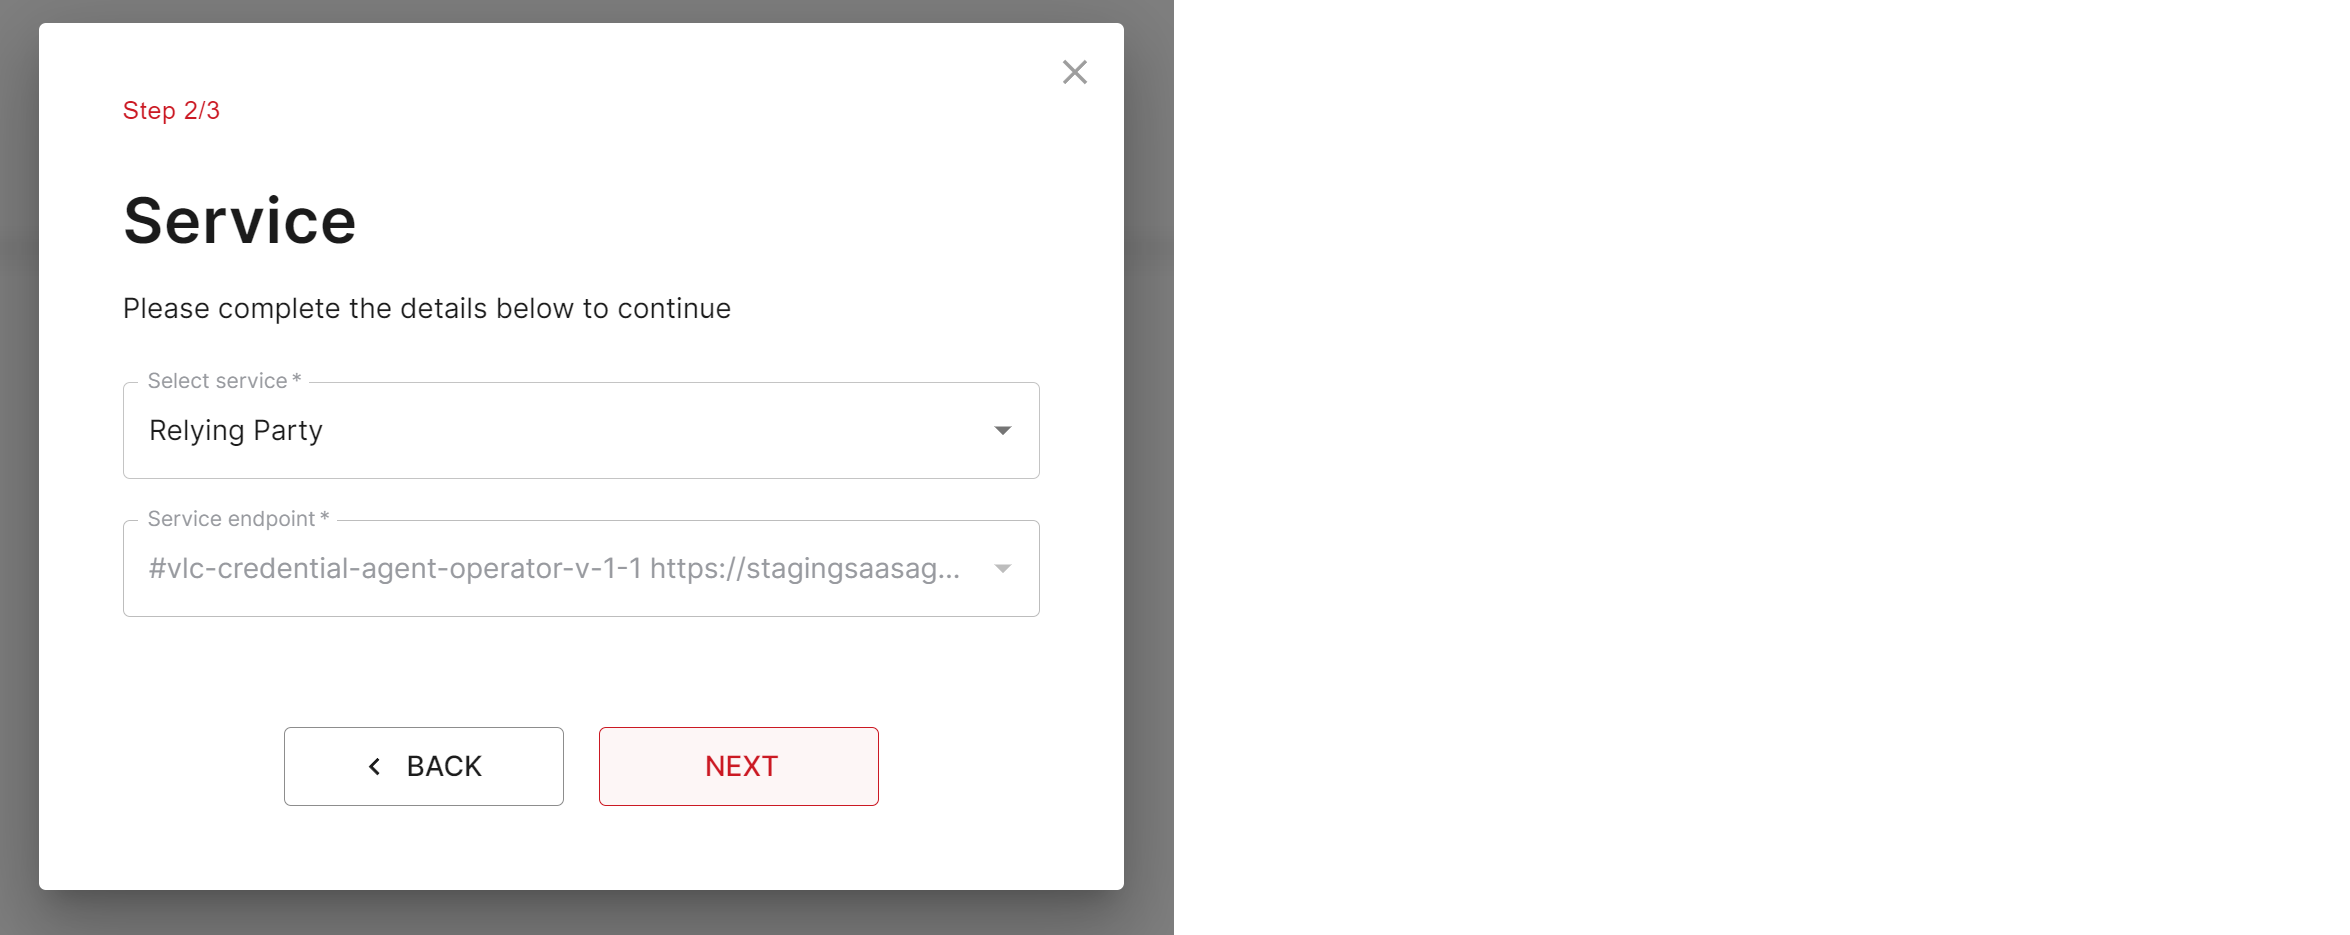 Step 2/3
Service
Please complete the details below to continue
Select service *
Relying Party
Service endpoint *
#vlc-credential-agent-operator-v-1-1 https://stagingsaasag...
BACK
NEXT